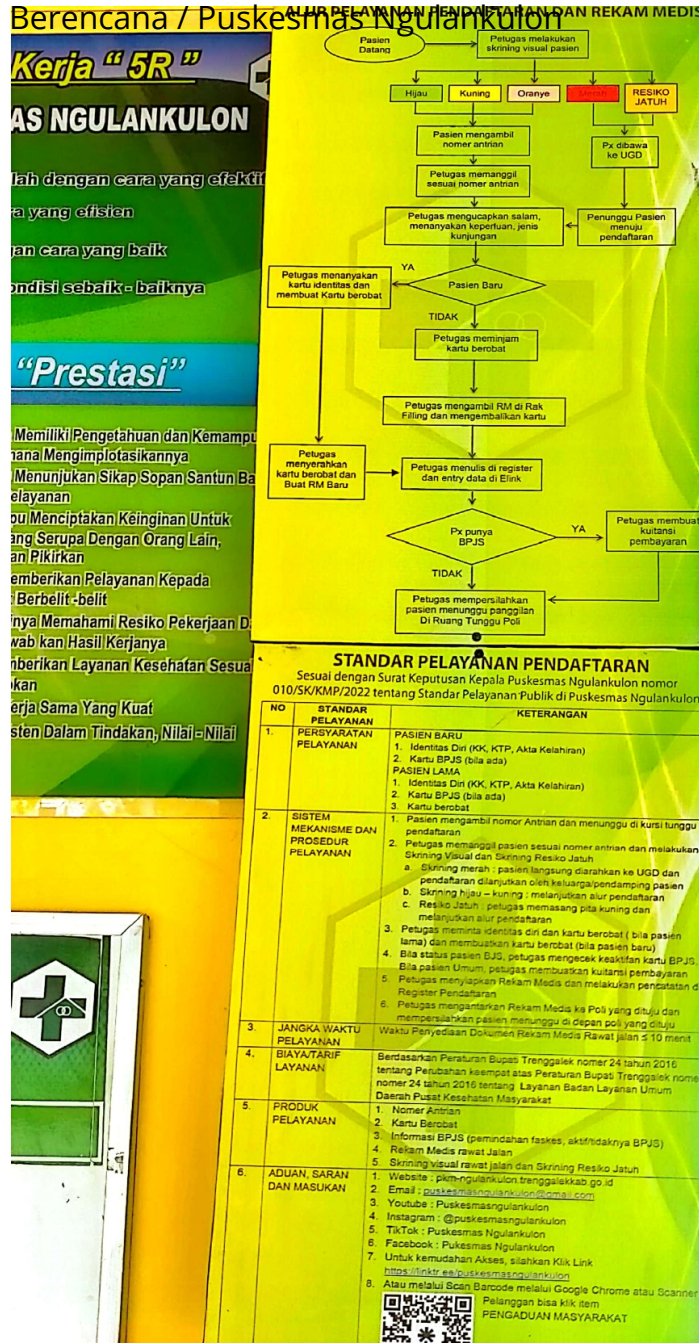 Berencana / Puskesmas Ngulankulon
ALUR PELAYANAN PENDAFTARAN DAN REKAM MEDIS
Pasien
Datang
Petugas melakukan
skrining visual pasien
Hijau
Kuning
Oranye
Merah
RESIKO
JATUH
Pasien mengambil
nomer antrian
Px dibawa
ke UGD
Petugas memanggil
sesuai nomer antrian
Petugas mengucapkan salam,
menanyakan keperluan, jenis
kunjungan
Penunggu Pasien
menuju
pendaftaran
Petugas menanyakan
kartu identitas dan
membuat Kartu berobat
YA
Pasien Baru
TIDAK
Petugas meminjam
kartu berobat
Petugas mengambil RM di Rak
Filling dan mengembalikan kartu
Petugas
menyerahkan
kartu berobat dan
Buat RM Baru
Petugas menulis di register
and entry data di Elink
Px punya
BPJS
YA
Petugas membuat
kuitansi
pembayaran
TIDAK
Petugas mempersilahkan
pasien menunggu panggilan
Di Ruang Tunggu Poli
Kerja “ 5R ”
AS NGULANKULON
lah dengan cara yang efektif
a yang efisien
an cara yang baik
ondisi sebaik - baiknya
“Prestasi”
Memiliki Pengetahuan dan Kemampu
mana Mengimplotasikannya
Menunjukan Sikap Sopan Santun Ba
elayanan
pu Menciptakan Keinginan Untuk
ang Serupa Dengan Orang Lain,
an Pikirkan
emberikan Pelayanan Kepada
Berbelit -belit
nya Memahami Resiko Pekerjaan D
wab kan Hasil Kerjanya
mberikan Layanan Kesehatan Sesua
kan
erja Sama Yang Kuat
sten Dalam Tindakan, Nilai - Nilai
STANDAR PELAYANAN PENDAFTARAN
Sesuai dengan Surat Keputusan Kepala Puskesmas Ngulankulon nomor
010/SK/KMP/2022 tentang Standar Pelayanan Publik di Puskesmas Ngulankulon
NO
STANDAR
PELAYANAN
KETERANGAN
1.
PERSYARATAN
PELAYANAN
PASIEN BARU
1. Identitas Diri (KK, KTP, Akta Kelahiran)
2. Kartu BPJS (bila ada)
PASIEN LAMA
1. Identitas Diri (KK, KTP, Akta Kelahiran)
2. Kartu BPJS (bila ada)
3. Kartu berobat
2.
SISTEM
MEKANISME DAN
PROSEDUR
PELAYANAN
1. Pasien mengambil nomor Antrian dan menunggu di kursi tunggu
pendaftaran
2. Petugas memanggil pasien sesuai nomer antrian dan melakukan
Skrining Visual dan Skrining Resiko Jatuh
a. Skrining merah : pasien langsung diarahkan ke UGD dan
pendaftaran dilanjutkan oleh keluarga/pendamping pasien
b. Skrining hijau – kuning : melanjutkan alur pendaftaran
c. Resiko Jatuh : petugas memasang pita kuning dan
melanjutkan alur pendaftaran
3. Petugas meminta identitas diri dan kartu berobat ( bila pasien
lama) dan membuatkan kartu berobat (bila pasien baru)
4. Bila status pasien BJS, petugas mengecek keaktifan kartu BPJS,
Bila pasien Umum, petugas membuatkan kuitansi pembayaran
5. Petugas menyiapkan Rekam Medis dan melakukan pencatatan d
Register Pendaftaran
6. Petugas mengantarkan Rekam Medis ke Poli yang dituju dan
mempersilahkan pasien menunggu di depan poli yang dituju
3.
JANGKA WAKTU
PELAYANAN
Waktu Penyediaan Dokumen Rekam Medis Rawat jalan ≤ 10 menit
4.
BIAYA/TARIF
LAYANAN
Berdasarkan Peraturan Bupati Trenggalek nomer 24 tahun 2016
tentang Perubahan keempat atas Peraturan Bupati Trenggalek nome
nomer 24 tahun 2016 tentang Layanan Badan Layanan Umum
Daerah Pusat Kesehatan Masyarakat
5.
PRODUK
PELAYANAN
1. Nomer Antrian
2. Kartu Berobat
3. Informasi BPJS (pemindahan faskes, aktif/tidaknya BPJS)
4. Rekam Medis rawat Jalan
5. Skrining visual rawat jalan dan Skrining Resiko Jatuh
6.
ADUAN, SARAN
DAN MASUKAN
1. Website : pkm-ngulankulon.trenggalekkab.go.id
2. Email : puskesmasngulankulon@gmail.com
3. Youtube : Puskesmasngulankulon
4. Instagram : @puskesmasngulankulon
5. TikTok : Puskesmas Ngulankulon
6. Facebook : Pukesmas Ngulankulon
7. Untuk kemudahan Akses, silahkan Klik Link
https://linktr.ee/puskesmasngulankulon
8. Atau melalui Scan Barcode melalui Google Chrome atau Scanner
Pelanggan bisa klik item
PENGADUAN MASYARAKAT